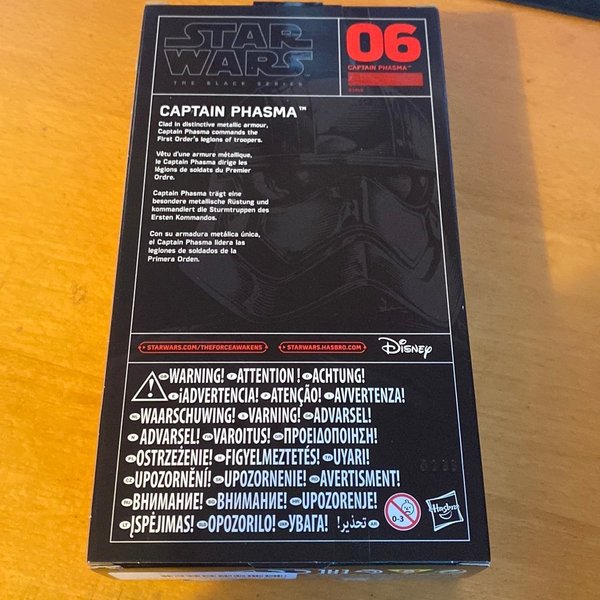 STAR
WARS™
THE BLACK SERIES
06
CAPTAIN PHASMA™
CAPTAIN PHASMA™
Clad in distinctive metallic armour,
Captain Phasma commands the
First Order's legions of troopers.
Vêtu d'une armure métallique,
le Captain Phasma dirige les
légions de soldats du Premier
Ordre.
Captain Phasma trägt eine
besondere metallische Rüstung und
kommandiert die Sturmtruppen des
Ersten Kommandos.
Con su armadura metálica única,
el Captain Phasma lidera las
legiones de soldados de la
Primera Orden.
STARWARS.COM/THEFORCEAWAKENS
STARWARS.HASBRO.COM
Disney
WARNING! ATTENTION! ACHTUNG!
¡ADVERTENCIA! ATENÇÃO! AVVERTENZA!
WAARSCHUWING! VARNING! ADVARSEL!
ADVARSEL! VAROITUS! ΠΡΟΕΙΔΟΠΟΙΗΣΗ!
OSTRZEŻENIE! FIGYELMEZTETÉS! UYARI!
UPOZORNĚNÍ! UPOZORNENIE! AVERTISMENT!
ВНИМАНИЕ! ВНИМАНИЕ! UPOZORENJE!
ĮSPĖJIMAS! OPOZORILO! УВАГА! تحذير!
0-3
Hasbro